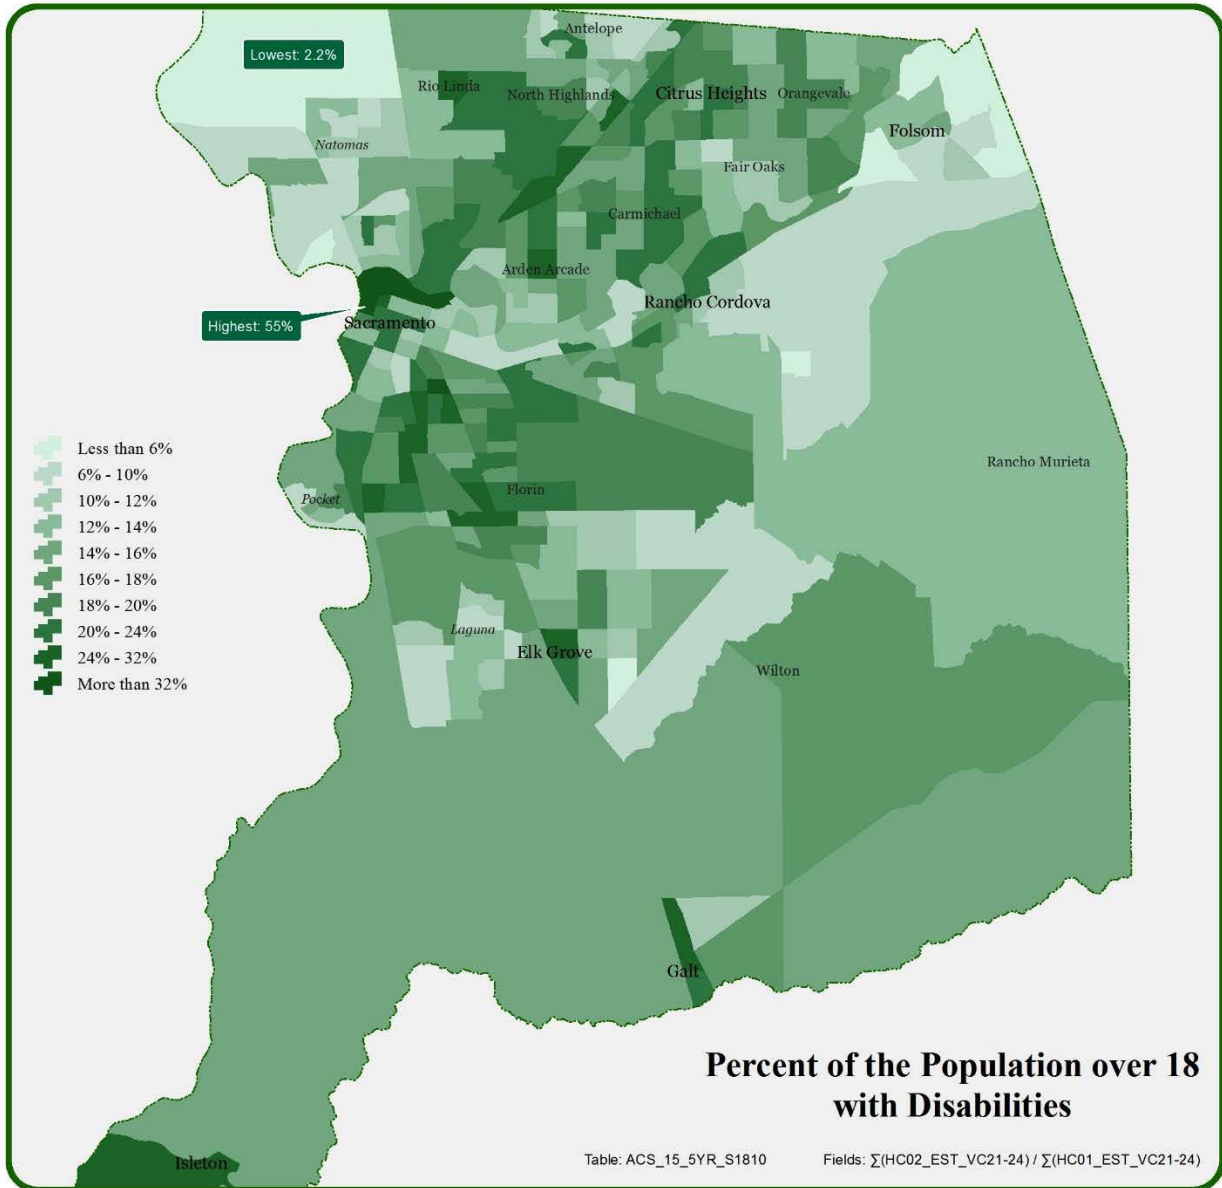 Antelope
Lowest: 2.2%
Rio Linda
North Highlands
Citrus Heights
Orangevale
Folsom
Natomas
Fair Oaks
Carmichael
Arden Arcade
Rancho Cordova
Highest: 55%
Sacramento
Less than 6%
6% - 10%
10% - 12%
12% - 14%
14% - 16%
16% - 18%
18% - 20%
20% - 24%
24% - 32%
More than 32%
Rancho Murieta
Pocket
Florin
Laguna
Elk Grove
Wilton
Galt
Percent of the Population over 18
with Disabilities
Table: ACS_15_5YR_S1810 Fields: ∑(HC02_EST_VC21-24) / ∑(HC01_EST_VC21-24)
Isleton